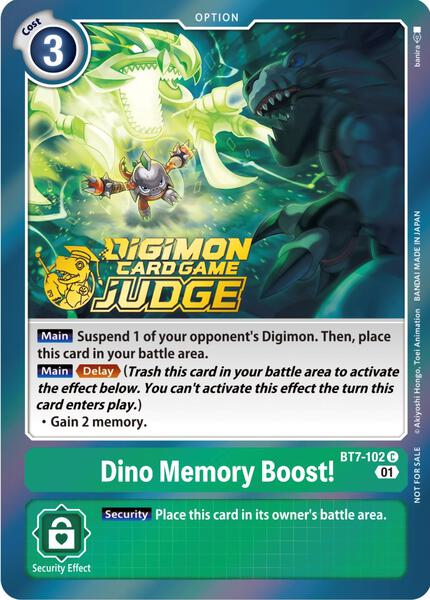 OPTION
Cost
3
banira
DIGIMON
CARD GAME
JUDGE
Main Suspend 1 of your opponent's Digimon. Then, place
this card in your battle area.
Main Delay (Trash this card in your battle area to activate
the effect below. You can't activate this effect the turn this
card enters play.)
・Gain 2 memory.
BT7-102 C
Dino Memory Boost!
01
Security Place this card in its owner's battle area.
Security Effect
NOT FOR SALE
© Akiyoshi Hongo, Toei Animation
BANDAI MADE IN JAPAN